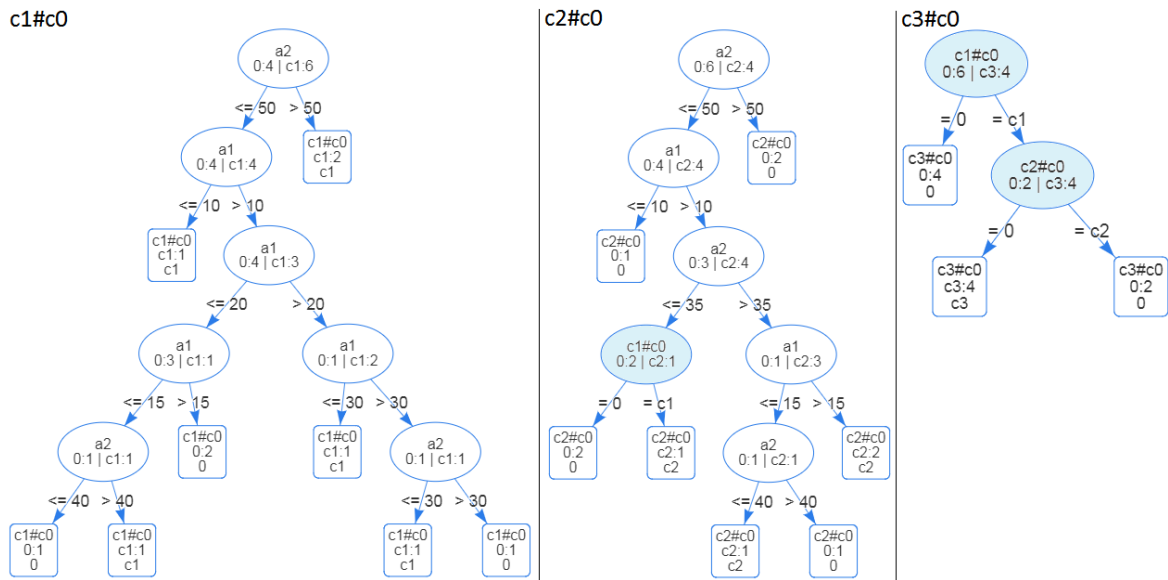 c1#c0
a2
0:4 | c1:6
<= 50
> 50
a1
0:4 | c1:4
c1#c0
c1:2
c1
<= 10
> 10
c1#c0
c1:1
c1
a1
0:4 | c1:3
<=20
> 20
a1
0:3 | c1:1
a1
0:1 | c1:2
<= 15
> 15
<=30
> 30
a2
0:1 | c1:1
c1#c0
0:2
0
c1#c0
c1:1
c1
a2
0:1 | c1:1
<= 40
> 40
<=30
> 30
c1#c0
0:1
0
c1#c0
c1:1
c1
c1#c0
c1:1
c1
c1#c0
0:1
0
c2#c0
a2
0:6 | c2:4
<=50
> 50
a1
0:4 | c2:4
c2#c0
0:2
0
<=10
> 10
c2#c0
0:1
0
a2
0:3 | c2:4
<= 35
> 35
c1#c0
0:2 | c2:1
a1
0:1 | c2:3
= 0
= c1
<= 15
> 15
c2#c0
0:2
0
c2#c0
c2:1
c2
a2
0:1 | c2:1
c2#c0
c2:2
c2
<=40
> 40
c2#c0
c2:1
c2
c2#c0
0:1
0
c3#c0
c1#c0
0:6 | c3:4
= 0
= c1
c3#c0
0:4
0
c2#c0
0:2 | c3:4
= 0
= c2
c3#c0
c3:4
c3
c3#c0
0:2
0